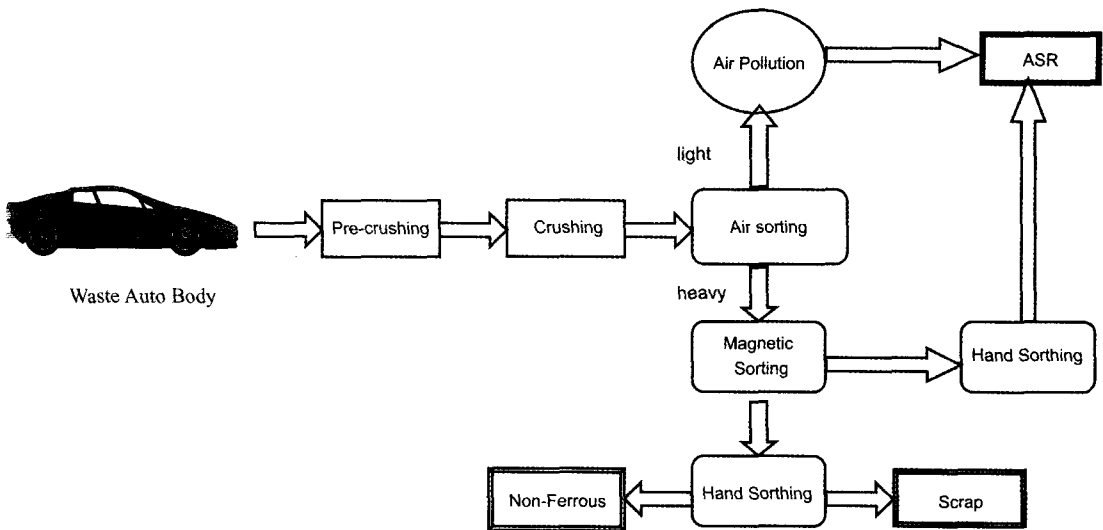 Air Pollution
ASR
light
Waste Auto Body
Pre-crushing
Crushing
Air sorting
heavy
Magnetic
Sorting
Hand Sorthing
Non-Ferrous
Hand Sorthing
Scrap